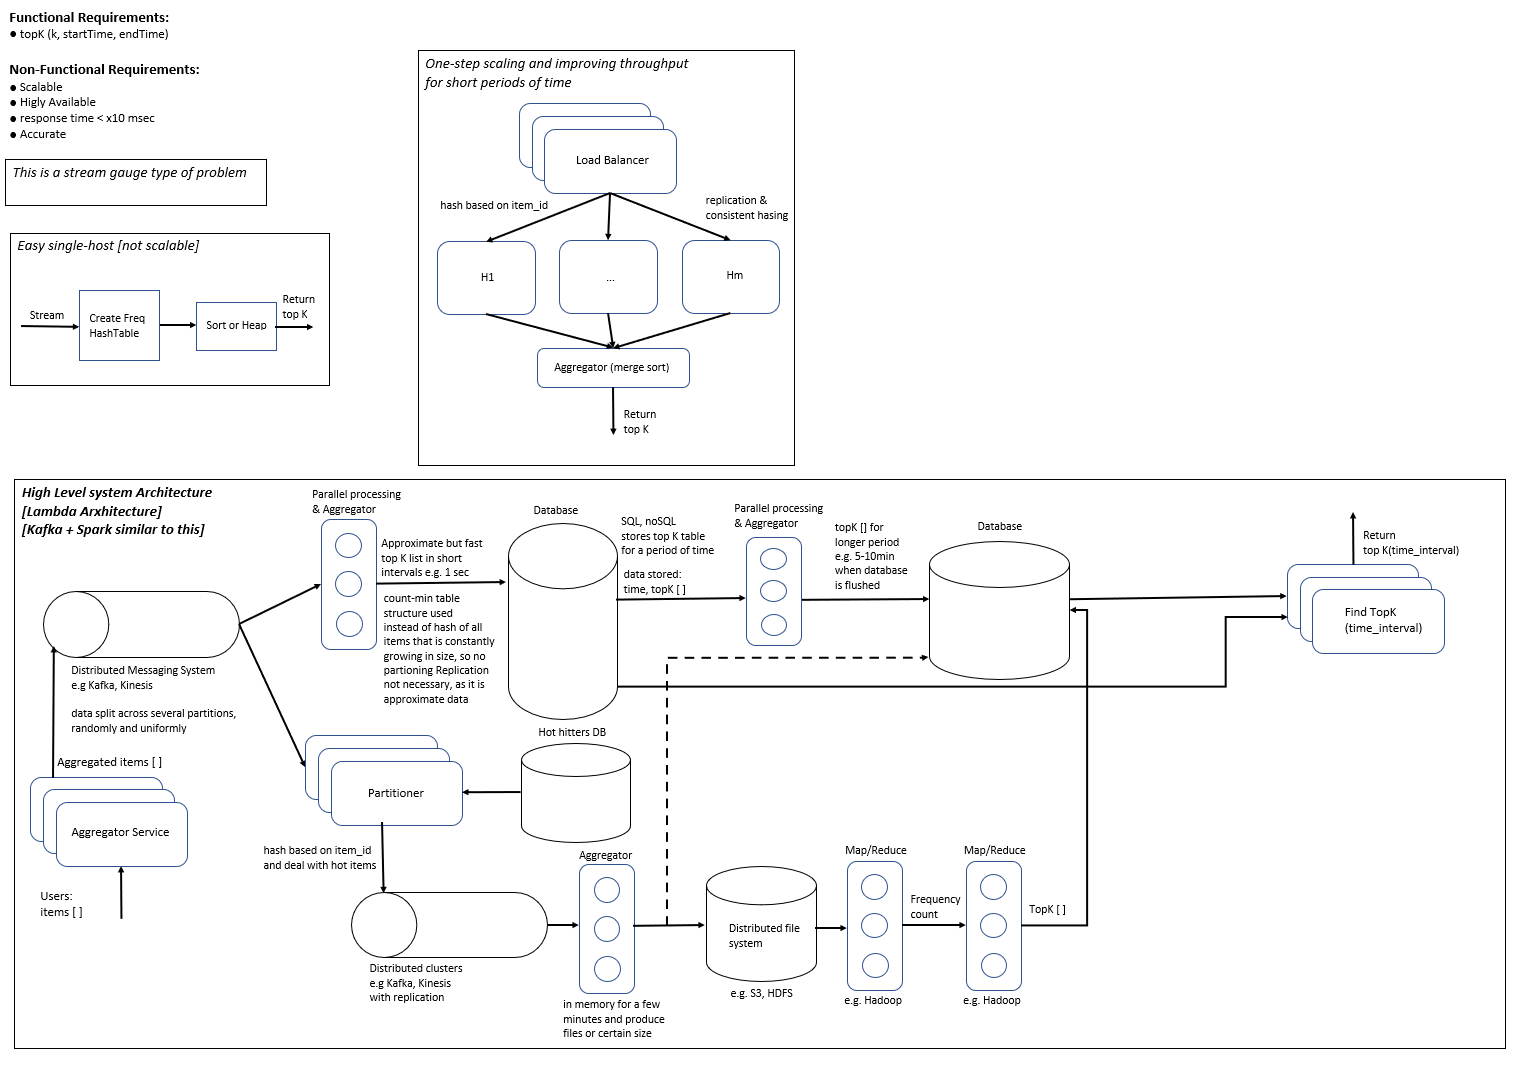 Functional Requirements:
● topK (k, startTime, endTime)
Non-Functional Requirements:
● Scalable
● Higly Available
● response time < x10 msec
● Accurate
This is a stream gauge type of problem
Easy single-host [not scalable]
Stream
Create Freq
HashTable
Sort or Heap
Return
top K
One-step scaling and improving throughput
for short periods of time
Load Balancer
hash based on item_id
replication &
consistent hasing
H1
...
Hm
Aggregator (merge sort)
Return
top K
High Level system Architecture
[Lambda Arxhitecture]
[Kafka + Spark similar to this]
Parallel processing
& Aggregator
Approximate but fast
top K list in short
intervals e.g. 1 sec
count-min table
structure used
instead of hash of all
items that is constantly
growing in size, so no
partioning Replication
not necessary, as it is
approximate data
Database
SQL, noSQL
stores top K table
for a period of time
data stored:
time, topK [ ]
Parallel processing
& Aggregator
topK [] for
longer period
e.g. 5-10min
when database
is flushed
Database
Return
top K(time_interval)
Find TopK
(time_interval)
Distributed Messaging System
e.g Kafka, Kinesis
data split across several partitions,
randomly and uniformly
Aggregated items [ ]
Aggregator Service
Users:
items [ ]
Partitioner
Hot hitters DB
hash based on item_id
and deal with hot items
Distributed clusters
e.g Kafka, Kinesis
with replication
Aggregator
in memory for a few
minutes and produce
files or certain size
Distributed file
system
e.g. S3, HDFS
Map/Reduce
e.g. Hadoop
Frequency
count
Map/Reduce
e.g. Hadoop
TopK [ ]